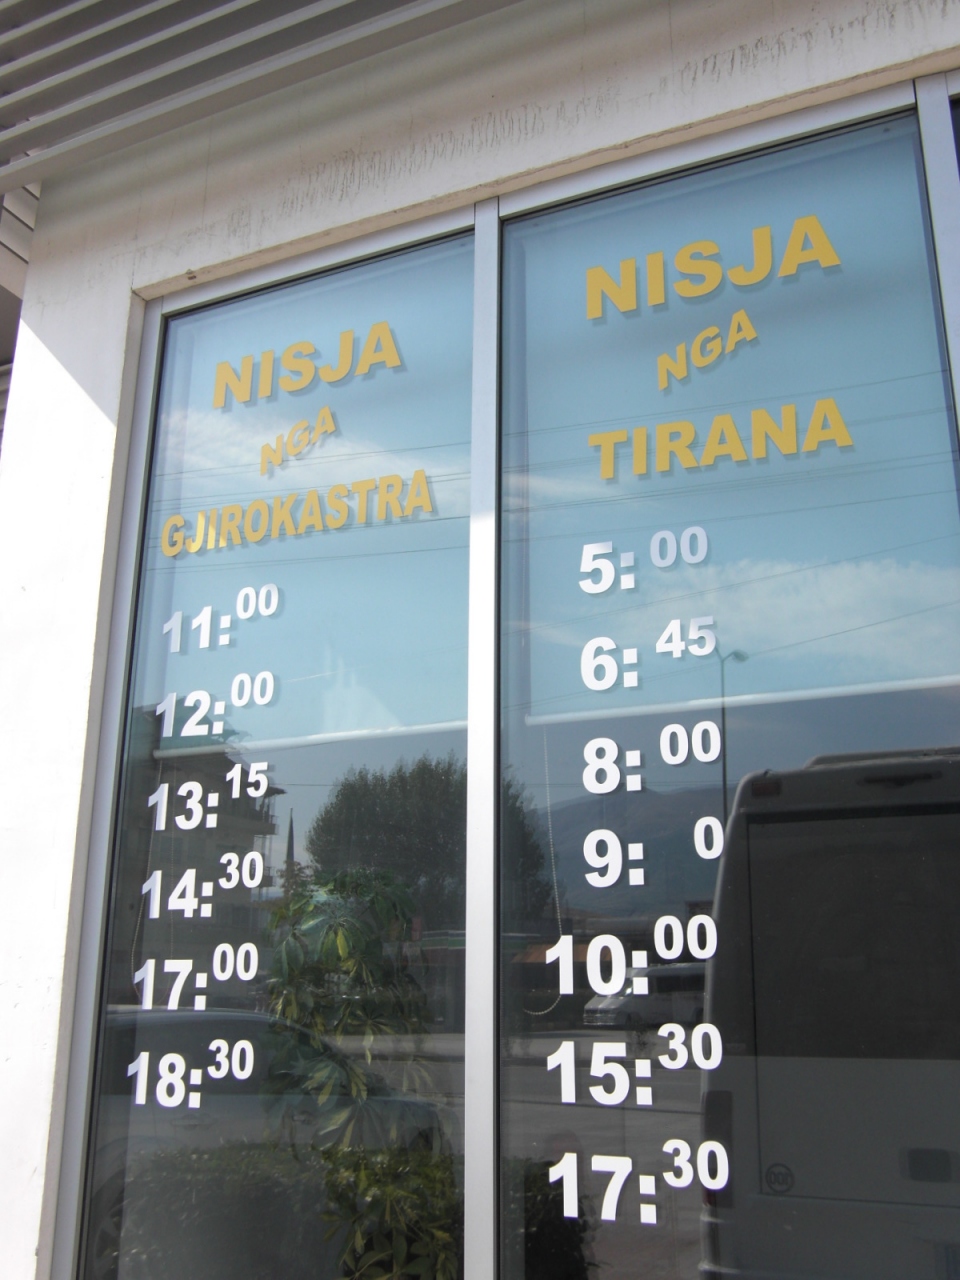 NISJA
NGA
GJIROKASTRA
11:00
12:00
13:15
14:30
17:00
18:30
NISJA
NGA
TIRANA
5:00
6:45
8:00
9: 0
10:00
15:30
17:30